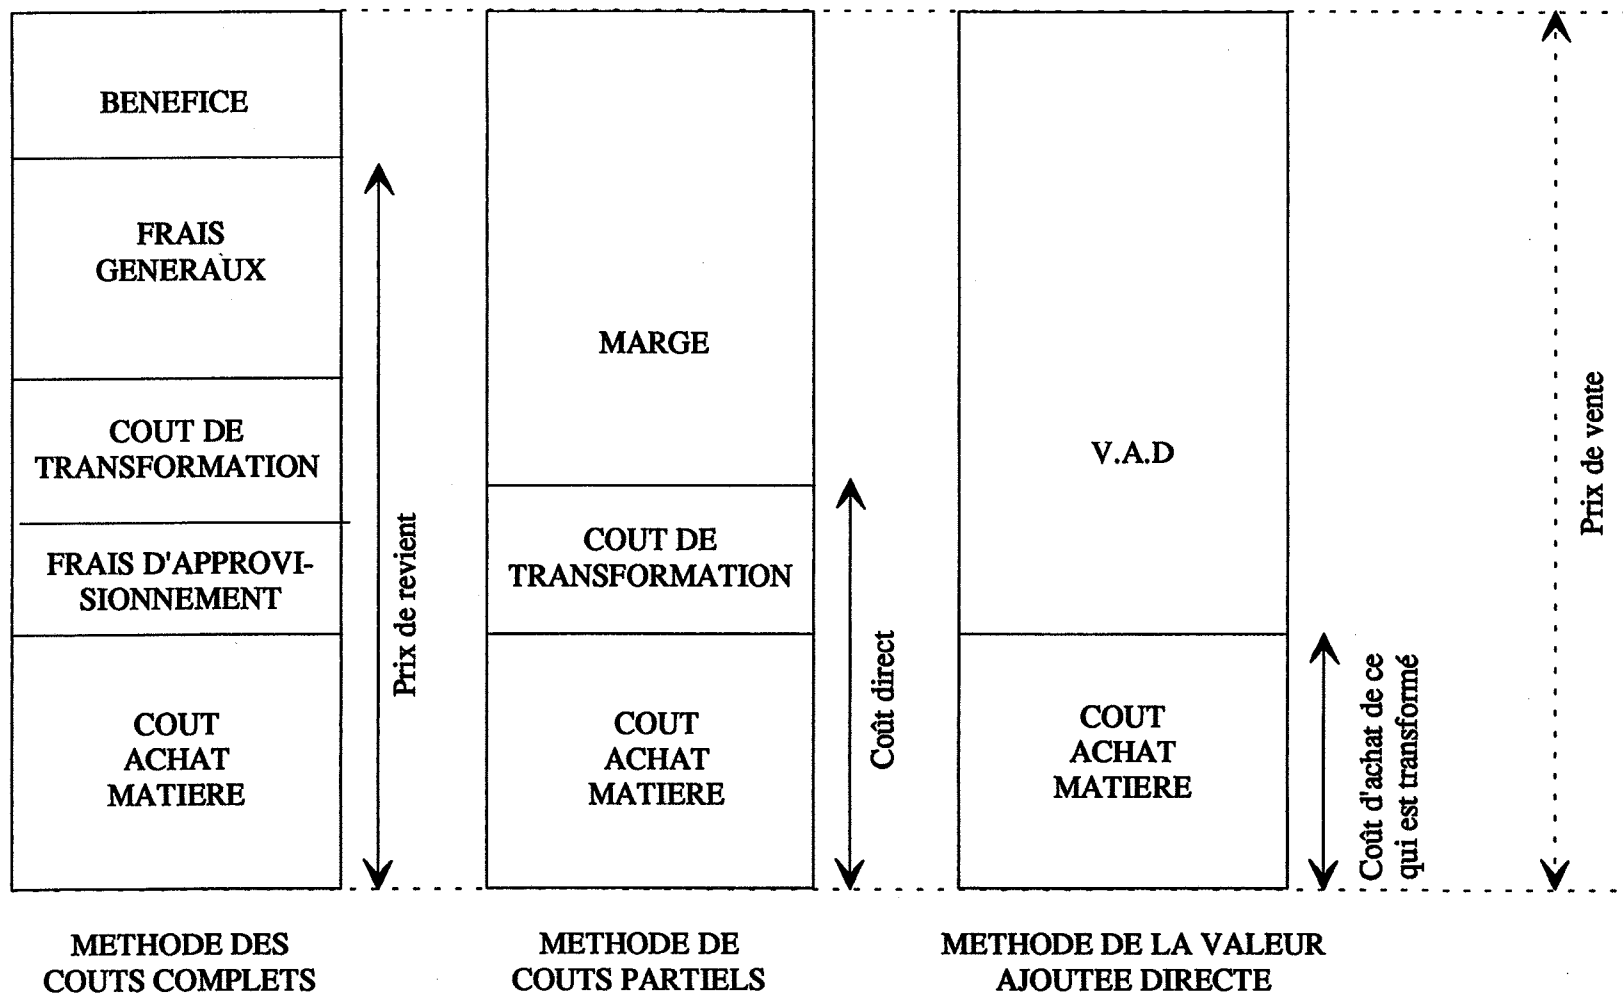 BENEFICE
FRAIS
GENERAUX
COUT DE
TRANSFORMATION
FRAIS D'APPROVI-
SIONNEMENT
COUT
ACHAT
MATIERE
Prix de revient
METHODE DES
COUTS COMPLETS
MARGE
COUT DE
TRANSFORMATION
COUT
ACHAT
MATIERE
Coût direct
METHODE DE
COUTS PARTIELS
V.A.D
COUT
ACHAT
MATIERE
Coût d'achat de ce
qui est transformé
METHODE DE LA VALEUR
AJOUTEE DIRECTE
Prix de vente